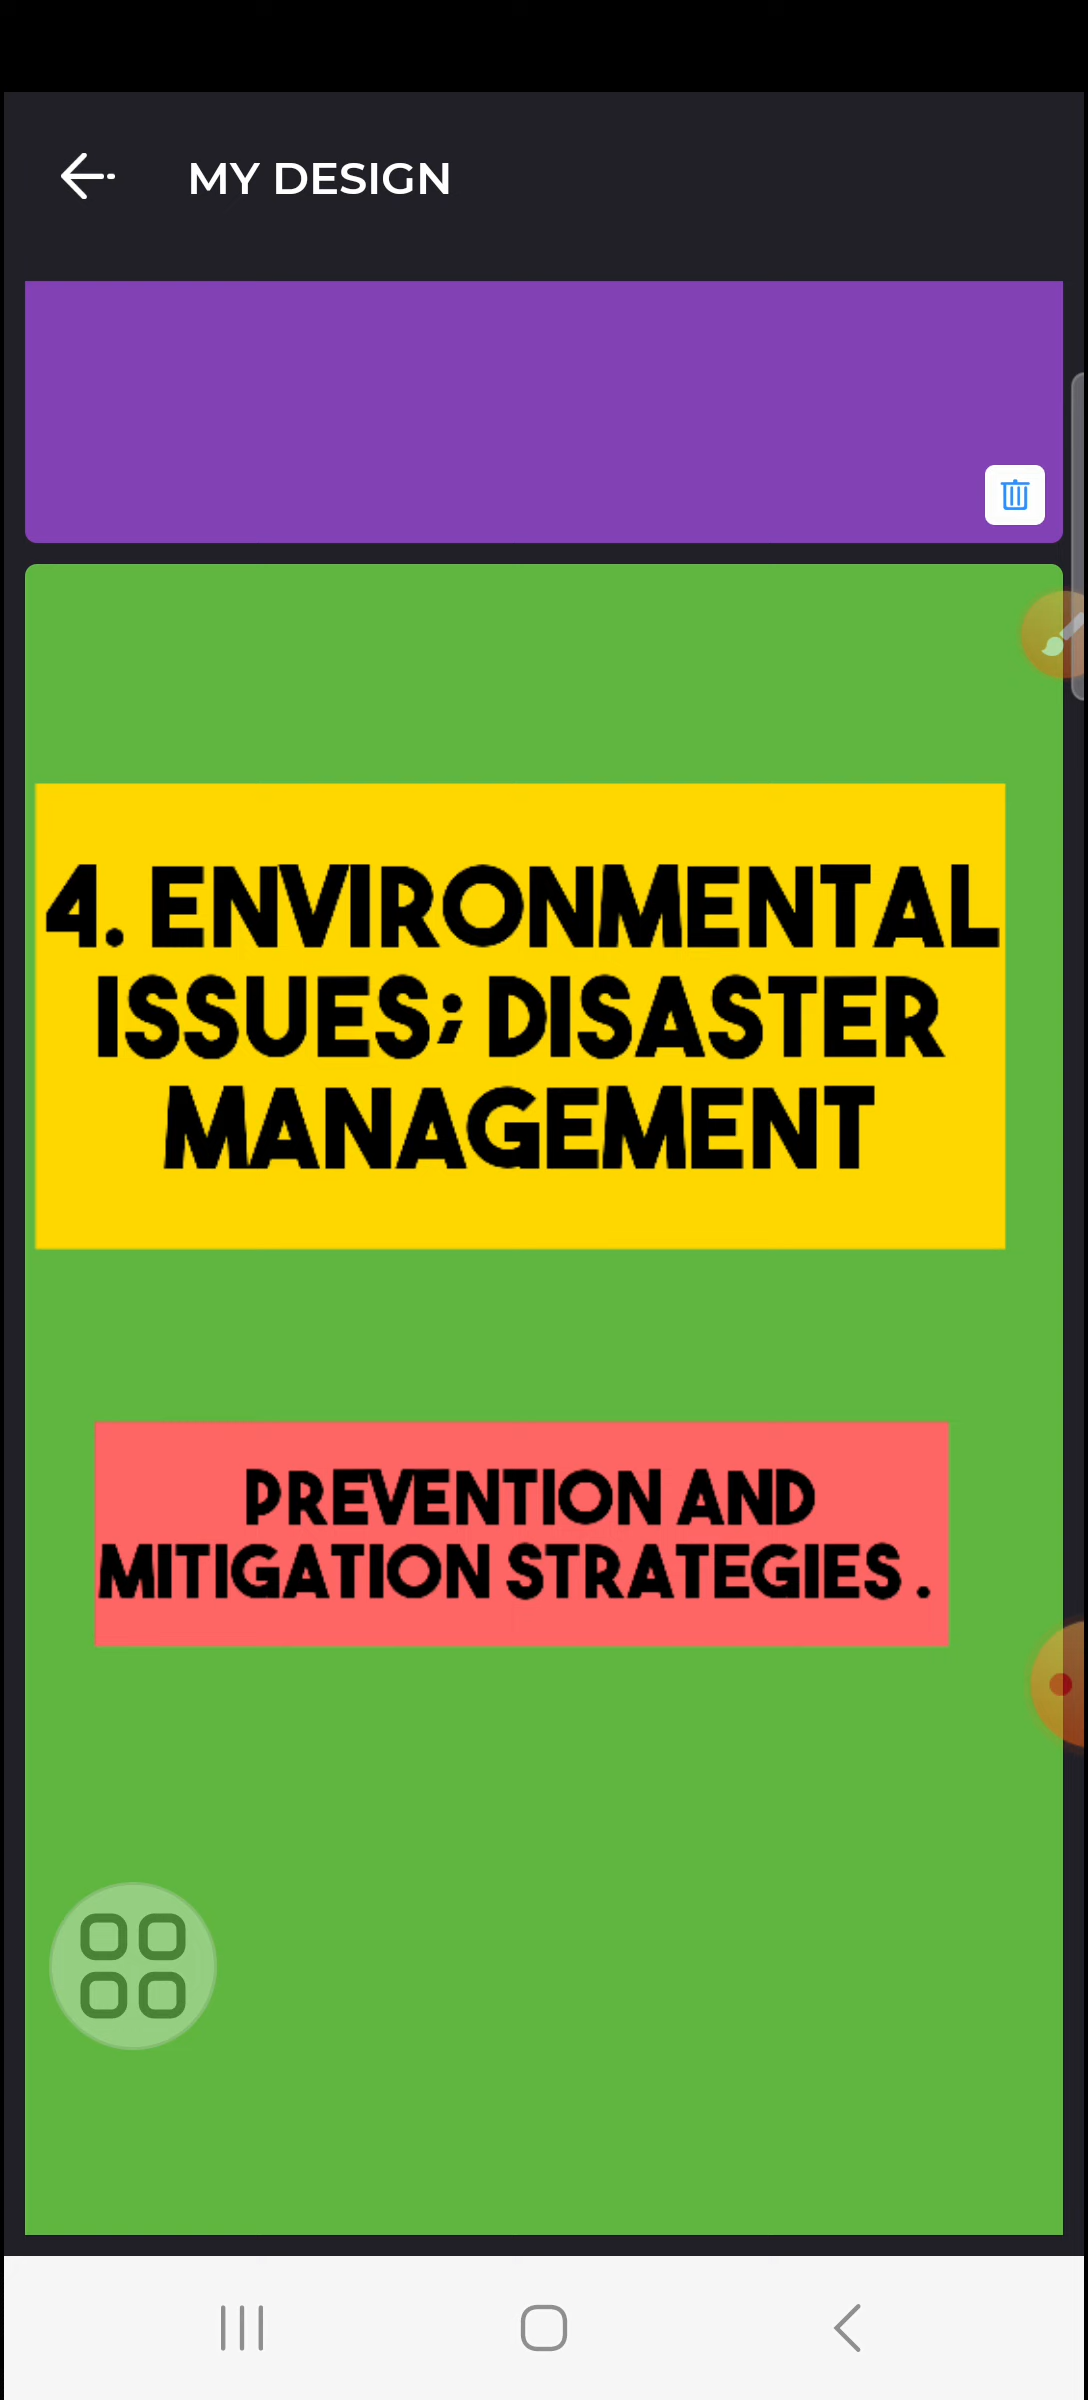 MY DESIGN
4. ENVIRONMENTAL
ISSUES; DISASTER
MANAGEMENT
PREVENTION AND
MITIGATION STRATEGIES .